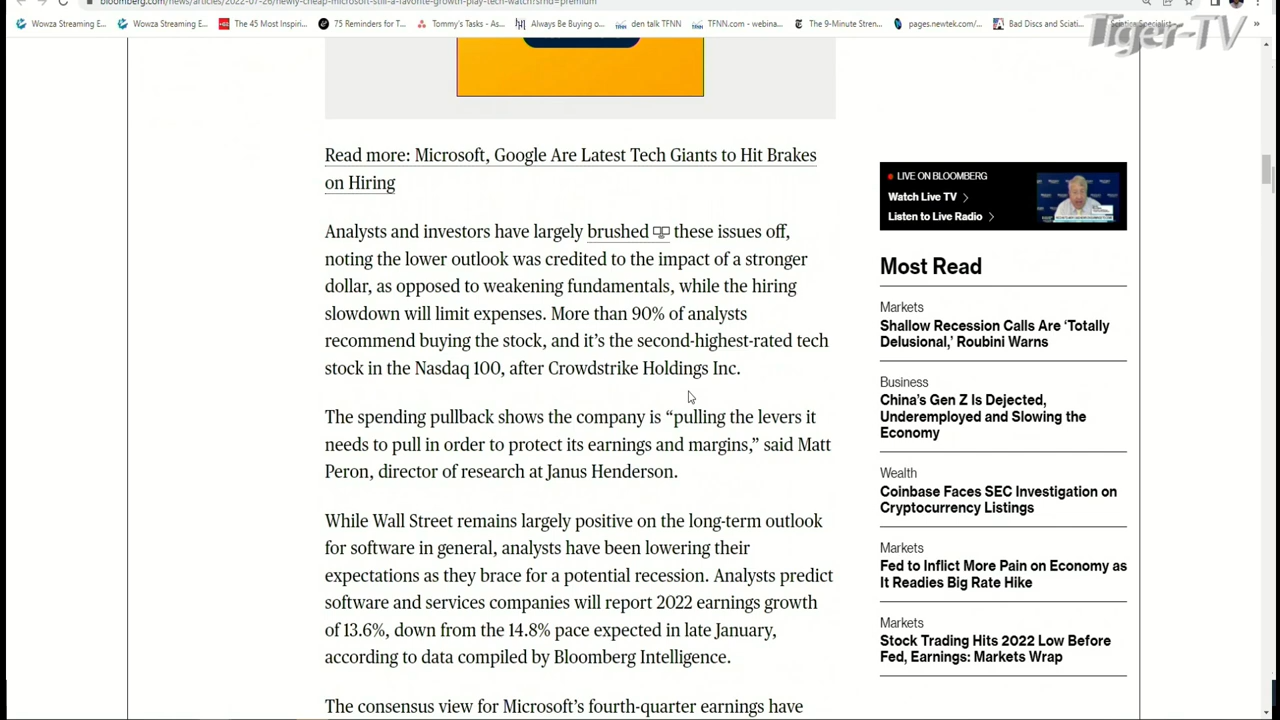 bloomberg.com/news/articles/2022-07-26/newly-cheap-microsoft-still-a-favorite-growth-play-tech-watch?srnd=premium
Wowza Streaming E...
Wowza Streaming E...
The 45 Most Inspiri...
75 Reminders for T...
Tommy's Tasks - As...
Always Be Buying o...
den talk TFNN
TFNN.com - webina...
The 9-Minute Stren...
pages.newtek.com/...
Bad Discs and Sciati...
Sciatica Specialist
»
Tiger-TV
Read more: Microsoft, Google Are Latest Tech Giants to Hit Brakes
on Hiring
Analysts and investors have largely brushed these issues off,
noting the lower outlook was credited to the impact of a stronger
dollar, as opposed to weakening fundamentals, while the hiring
slowdown will limit expenses. More than 90% of analysts
recommend buying the stock, and it's the second-highest-rated tech
stock in the Nasdaq 100, after Crowdstrike Holdings Inc.
The spending pullback shows the company is “pulling the levers it
needs to pull in order to protect its earnings and margins,” said Matt
Peron, director of research at Janus Henderson.
While Wall Street remains largely positive on the long-term outlook
for software in general, analysts have been lowering their
expectations as they brace for a potential recession. Analysts predict
software and services companies will report 2022 earnings growth
of 13.6%, down from the 14.8% pace expected in late January,
according to data compiled by Bloomberg Intelligence.
The consensus view for Microsoft's fourth-quarter earnings have
LIVE ON BLOOMBERG
Watch Live TV
Listen to Live Radio
Most Read
Markets
Shallow Recession Calls Are ‘Totally
Delusional,’ Roubini Warns
Business
China's Gen Z Is Dejected,
Underemployed and Slowing the
Economy
Wealth
Coinbase Faces SEC Investigation on
Cryptocurrency Listings
Markets
Fed to Inflict More Pain on Economy as
It Readies Big Rate Hike
Markets
Stock Trading Hits 2022 Low Before
Fed, Earnings: Markets Wrap